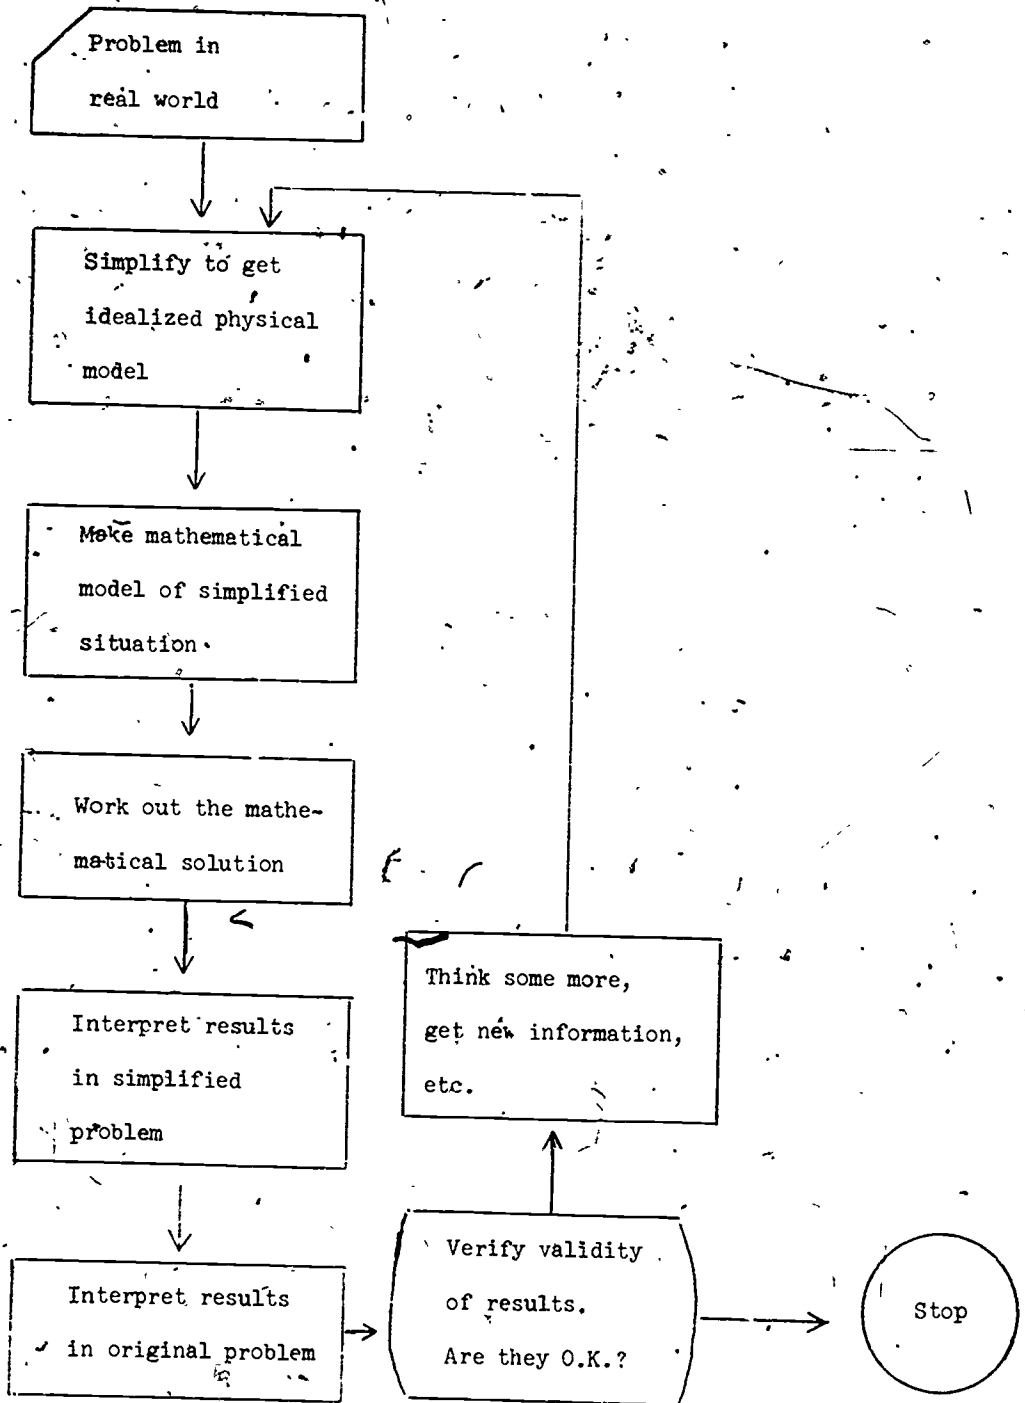 Problem in
real world
Simplify to get
idealized physical
model
Make mathematical
model of simplified
situation.
Work out the mathe-
matical solution
Interpret results
in simplified
problem
Interpret results
in original problem
Think some more,
get new information,
etc.
Verify validity
of results.
Are they O.K.?
Stop